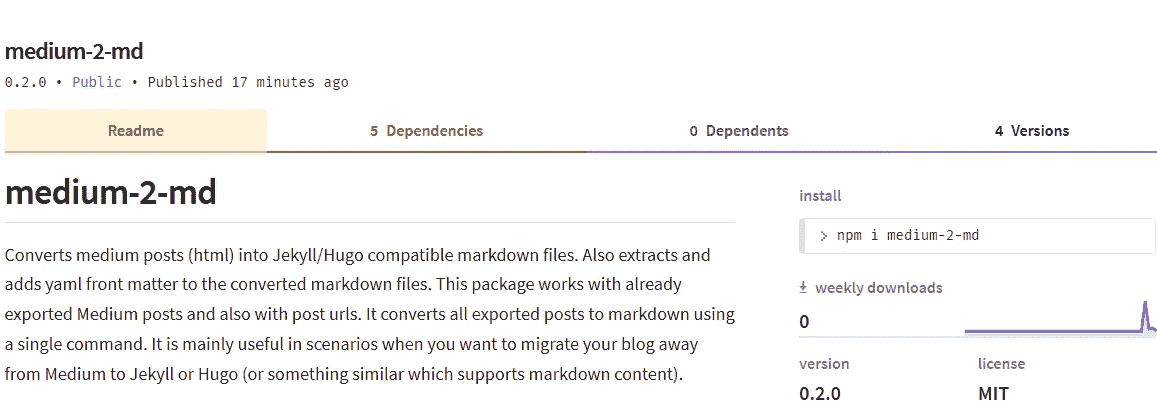 medium-2-md
0.2.0 • Public • Published 17 minutes ago
Readme
5 Dependencies
0 Dependents
4 Versions
medium-2-md
Converts medium posts (html) into Jekyll/Hugo compatible markdown files. Also extracts and
adds yaml front matter to the converted markdown files. This package works with already
exported Medium posts and also with post urls. It converts all exported posts to markdown using
a single command. It is mainly useful in scenarios when you want to migrate your blog away
from Medium to Jekyll or Hugo (or something similar which supports markdown content).
install
> npm i medium-2-md
weekly downloads
0
version
0.2.0
license
MIT